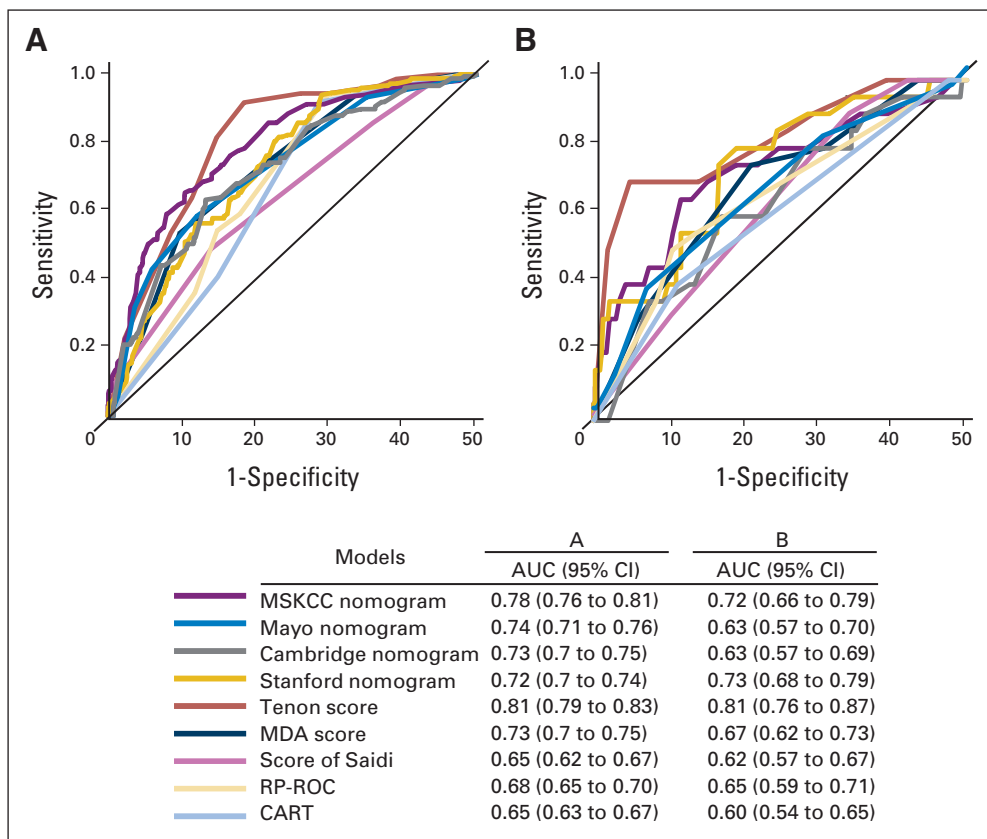 A
B
1.0
0.8
0.6
0.4
0.2
0
10
20
30
40
50
Sensitivity
1-Specificity
1.0
0.8
0.6
0.4
0.2
0
10
20
30
40
50
Sensitivity
1-Specificity
Models A B
AUC (95% CI) AUC (95% CI)
MSKCC nomogram 0.78 (0.76 to 0.81) 0.72 (0.66 to 0.79)
Mayo nomogram 0.74 (0.71 to 0.76) 0.63 (0.57 to 0.70)
Cambridge nomogram 0.73 (0.7 to 0.75) 0.63 (0.57 to 0.69)
Stanford nomogram 0.72 (0.7 to 0.74) 0.73 (0.68 to 0.79)
Tenon score 0.81 (0.79 to 0.83) 0.81 (0.76 to 0.87)
MDA score 0.73 (0.7 to 0.75) 0.67 (0.62 to 0.73)
Score of Saidi 0.65 (0.62 to 0.67) 0.62 (0.57 to 0.67)
RP-ROC 0.68 (0.65 to 0.70) 0.65 (0.59 to 0.71)
CART 0.65 (0.63 to 0.67) 0.60 (0.54 to 0.65)